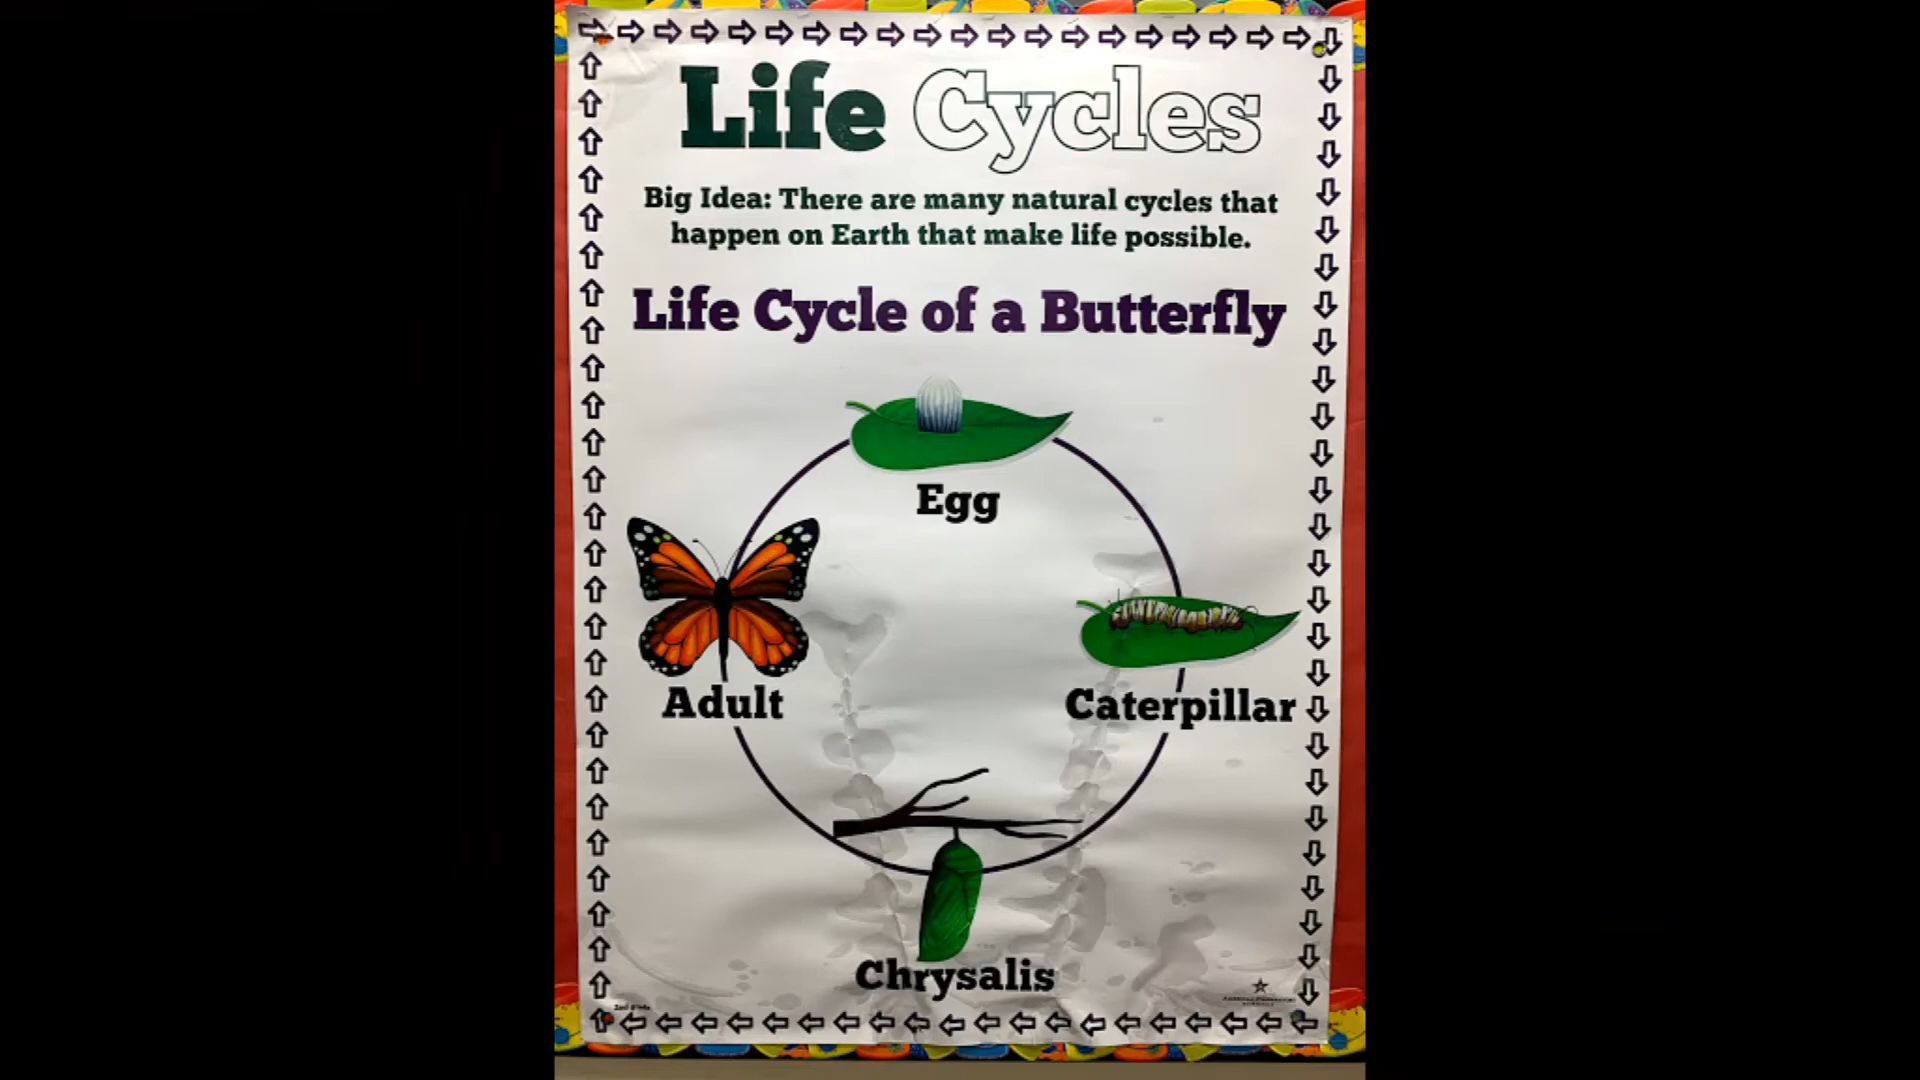 Life Cycles
Big Idea: There are many natural cycles that
happen on Earth that make life possible.
Life Cycle of a Butterfly
Egg
Adult
Caterpillar
Chrysalis